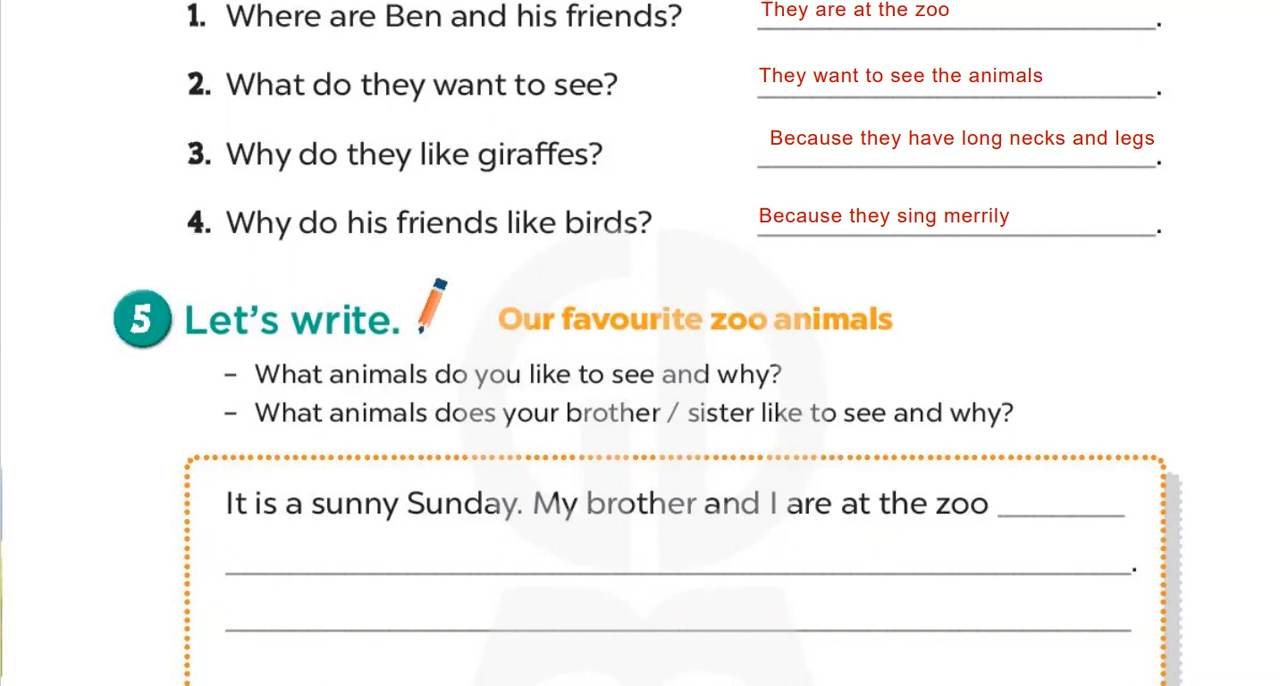 1. Where are Ben and his friends? They are at the zoo.
2. What do they want to see? They want to see the animals.
3. Why do they like giraffes? Because they have long necks and legs.
4. Why do his friends like birds? Because they sing merrily.
5 Let's write. Our favourite zoo animals
– What animals do you like to see and why?
– What animals does your brother / sister like to see and why?
It is a sunny Sunday. My brother and I are at the zoo ________
.